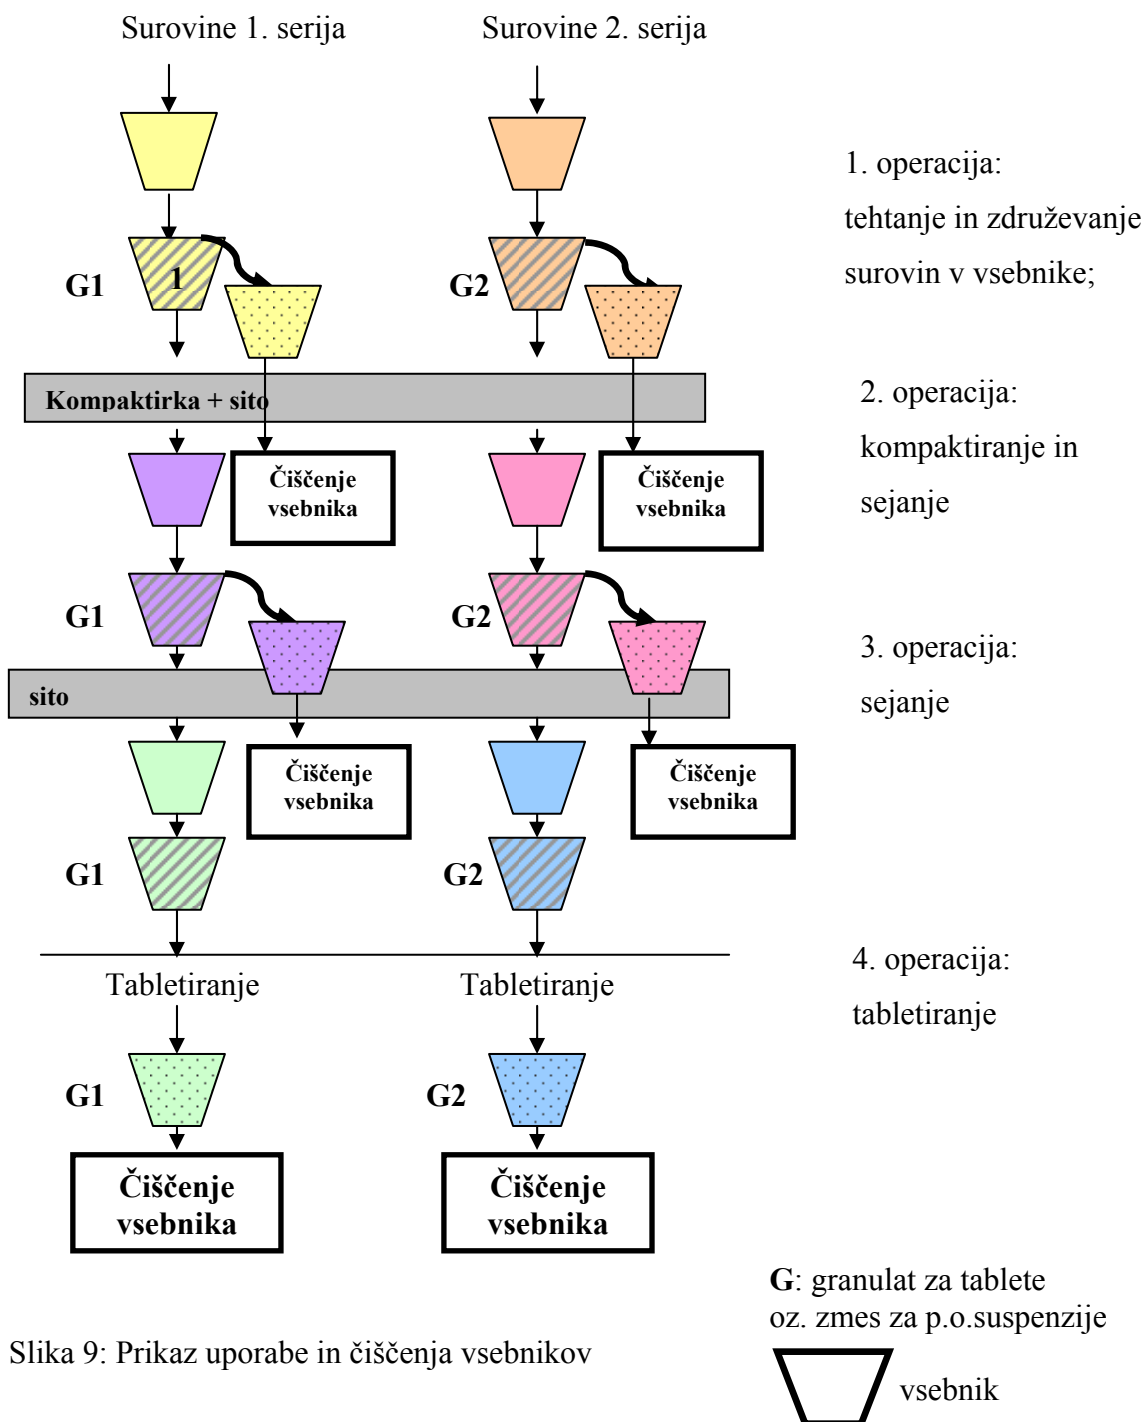 Surovine 1. serija
Surovine 2. serija
1. operacija:
tehtanje in združevanje
surovin v vsebnike;
G1
1
G2
Kompaktirka + sito
2. operacija:
kompaktiranje in
sejanje
Čiščenje
vsebnika
Čiščenje
vsebnika
G1
G2
3. operacija:
sejanje
sito
Čiščenje
vsebnika
Čiščenje
vsebnika
G1
G2
4. operacija:
tabletiranje
Tabletiranje
Tabletiranje
G1
G2
Čiščenje
vsebnika
Čiščenje
vsebnika
G: granulat za tablete
oz. zmes za p.o.suspenzije
Slika 9: Prikaz uporabe in čiščenja vsebnikov
vsebnik